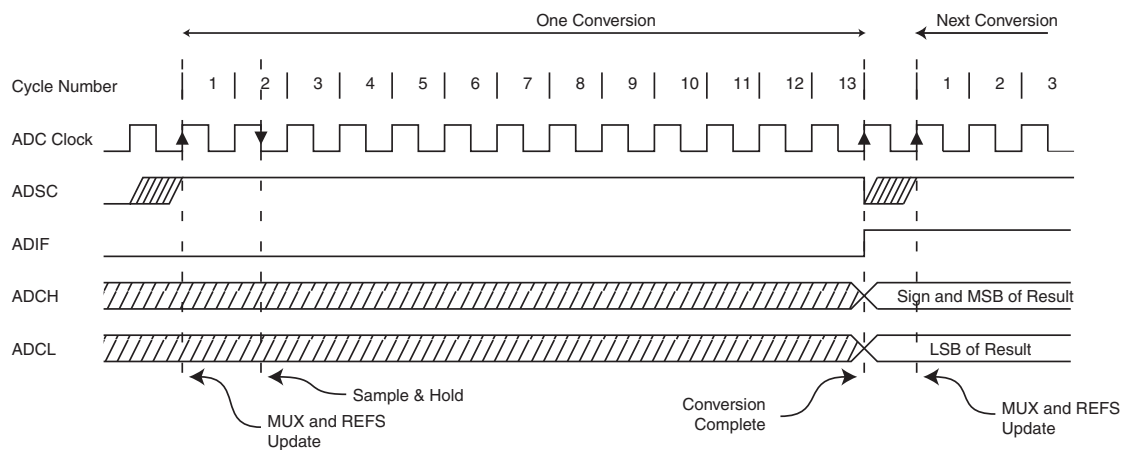 One Conversion
Next Conversion
Cycle Number
1 2 3 4 5 6 7 8 9 10 11 12 13 1 2 3
ADC Clock
ADSC
ADIF
ADCH
Sign and MSB of Result
ADCL
LSB of Result
Sample & Hold
MUX and REFS
Update
Conversion
Complete
MUX and REFS
Update